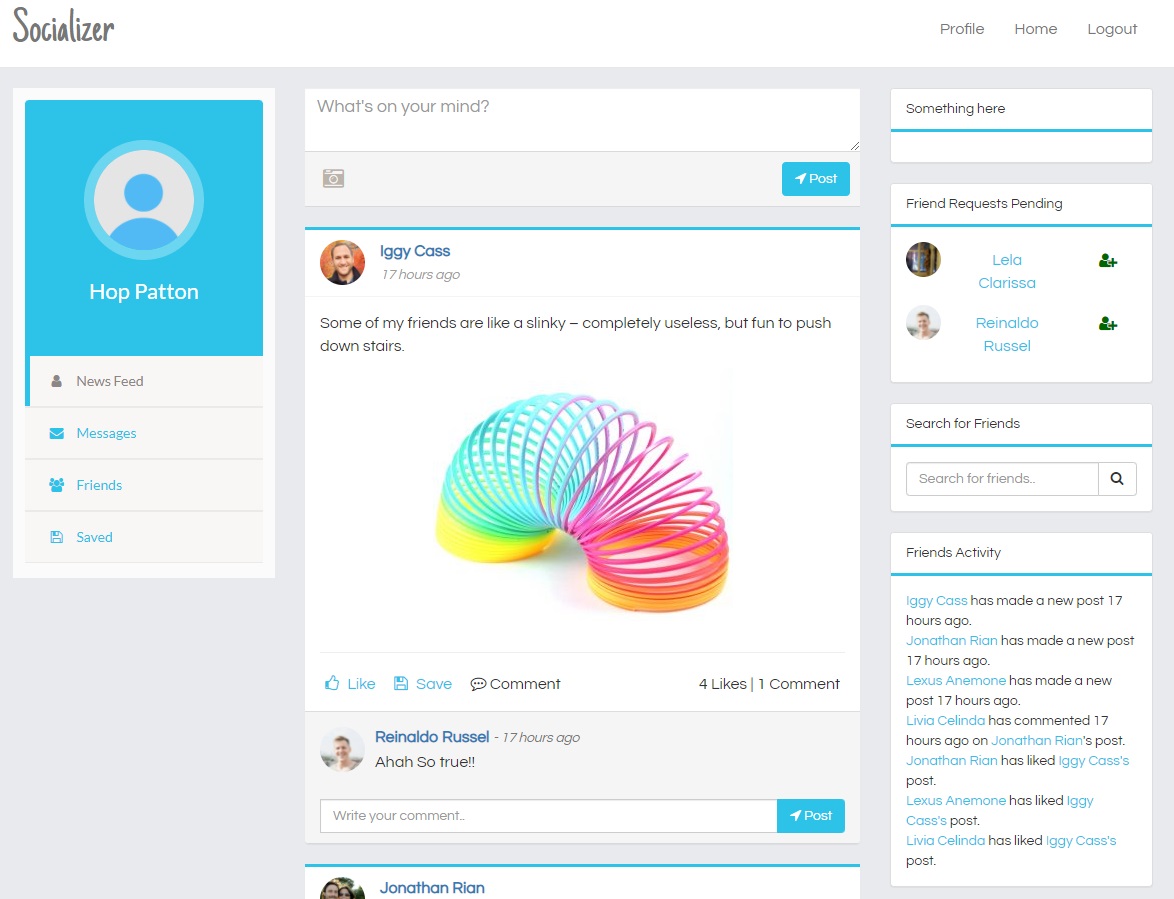 Socializer
Profile
Home
Logout
Hop Patton
News Feed
Messages
Friends
Saved
What's on your mind?
Post
Iggy Cass
17 hours ago
Some of my friends are like a slinky – completely useless, but fun to push
down stairs.
Like
Save
Comment
4 Likes | 1 Comment
Reinaldo Russel - 17 hours ago
Ahah So true!!
Write your comment..
Post
Jonathan Rian
Something here
Friend Requests Pending
Lela
Clarissa
Reinaldo
Russel
Search for Friends
Search for friends..
Friends Activity
Iggy Cass has made a new post 17
hours ago.
Jonathan Rian has made a new post
17 hours ago.
Lexus Anemone has made a new
post 17 hours ago.
Livia Celinda has commented 17
hours ago on Jonathan Rian's post.
Jonathan Rian has liked Iggy Cass's
post.
Lexus Anemone has liked Iggy
Cass's post.
Livia Celinda has liked Iggy Cass's
post.